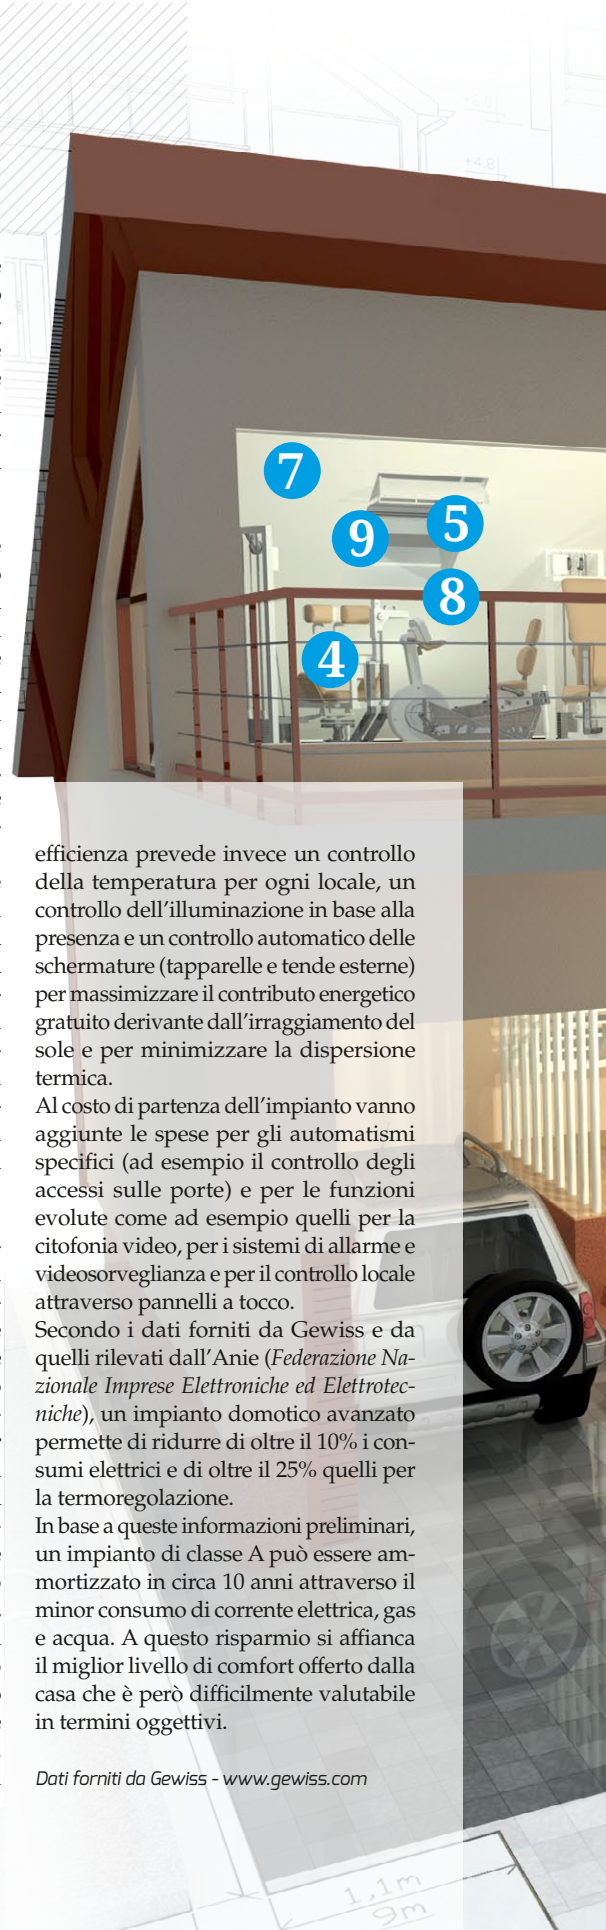 +6.0
+4.8
7
9
5
8
4
efficienza prevede invece un controllo
della temperatura per ogni locale, un
controllo dell'illuminazione in base alla
presenza e un controllo automatico delle
schermature (tapparelle e tende esterne)
per massimizzare il contributo energetico
gratuito derivante dall'irraggiamento del
sole e per minimizzare la dispersione
termica.
Al costo di partenza dell'impianto vanno
aggiunte le spese per gli automatismi
specifici (ad esempio il controllo degli
accessi sulle porte) e per le funzioni
evolute come ad esempio quelli per la
citofonia video, per i sistemi di allarme e
videosorveglianza e per il controllo locale
attraverso pannelli a tocco.
Secondo i dati forniti da Gewiss e da
quelli rilevati dall'Anie (Federazione Na-
zionale Imprese Elettroniche ed Elettrotec-
niche), un impianto domotico avanzato
permette di ridurre di oltre il 10% i con-
sumi elettrici e di oltre il 25% quelli per
la termoregolazione.
In base a queste informazioni preliminari,
un impianto di classe A può essere am-
mortizzato in circa 10 anni attraverso il
minor consumo di corrente elettrica, gas
e acqua. A questo risparmio si affianca
il miglior livello di comfort offerto dalla
casa che è però difficilmente valutabile
in termini oggettivi.
Dati forniti da Gewiss - www.gewiss.com
1,1m
9m